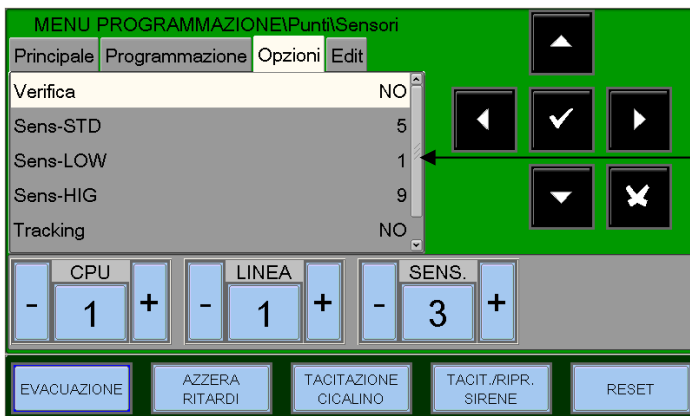 MENU PROGRAMMAZIONE\Punti\Sensori
Principale Programmazione Opzioni Edit
Verifica NO
Sens-STD 5
Sens-LOW 1
Sens-HIG 9
Tracking NO
CPU LINEA SENS.
- 1 + - 1 + - 3 +
EVACUAZIONE AZZERA RITARDI TACITAZIONE CICALINO TACIT./RIPR. SIRENE RESET